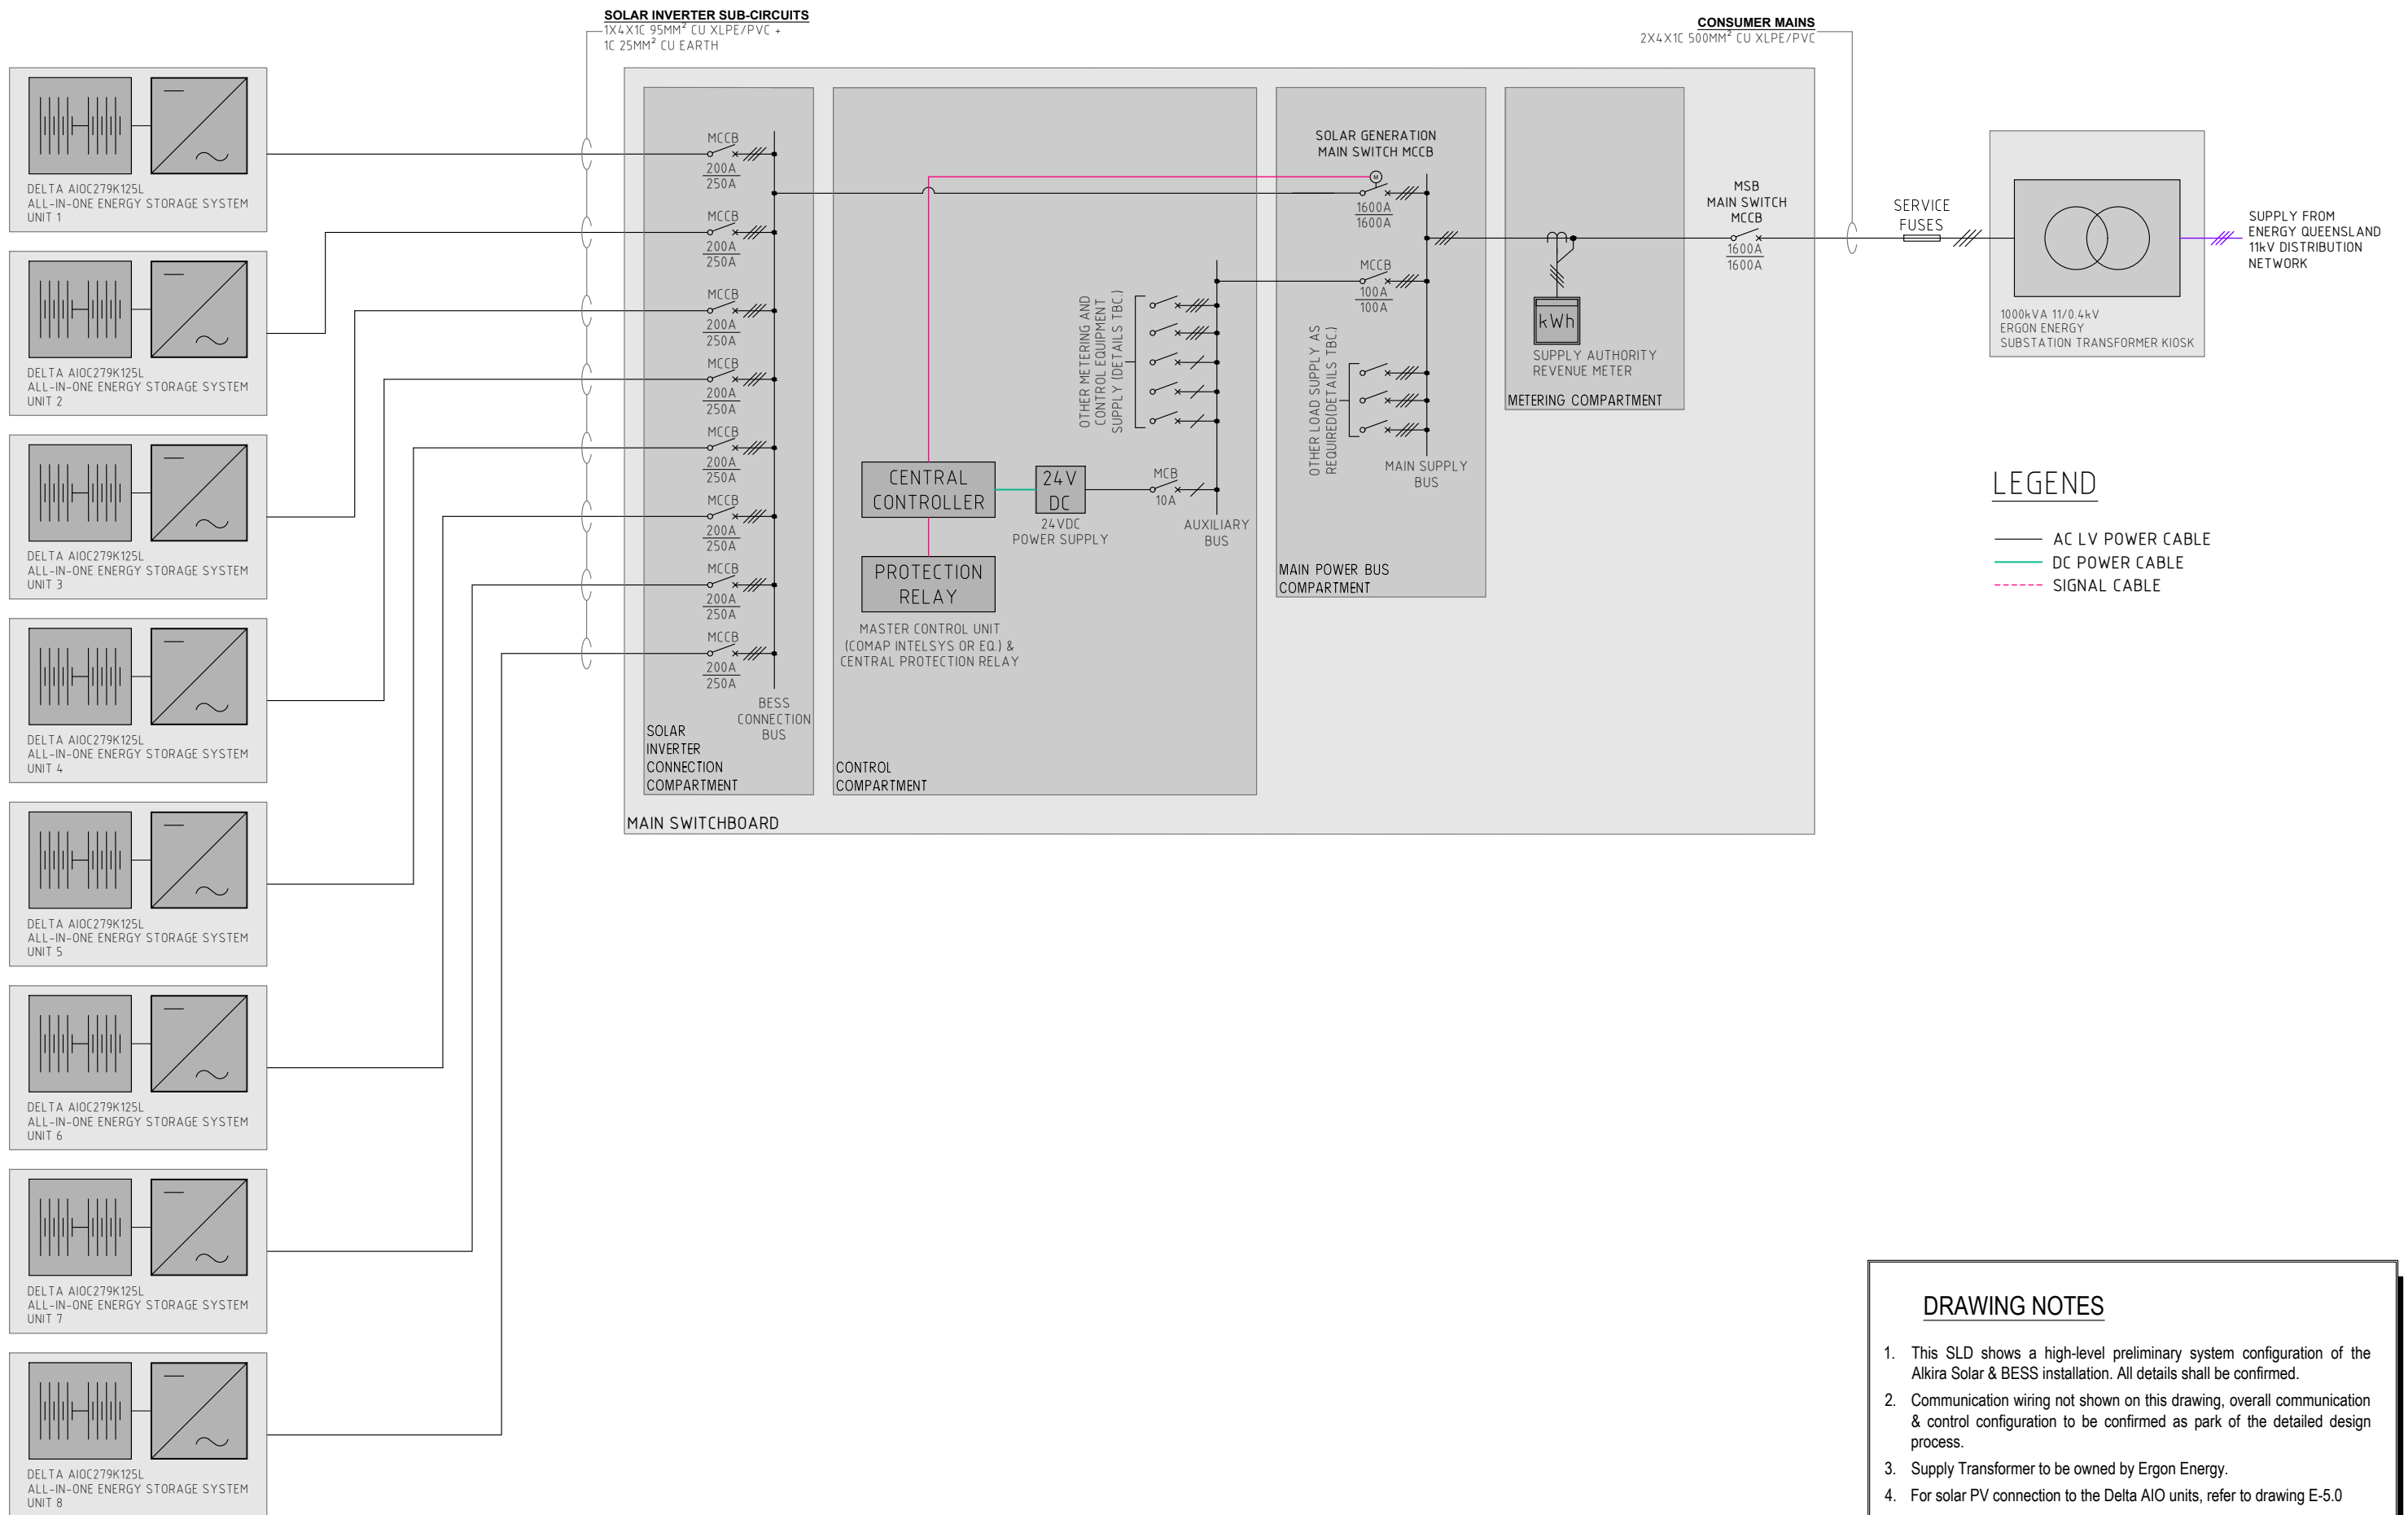 SOLAR INVERTER SUB-CIRCUITS
1X4X1C 95MM² CU XLPE/PVC +
1C 25MM² CU EARTH
CONSUMER MAINS
2X4X1C 500MM² CU XLPE/PVC
DELTA AIOC279K125L
ALL-IN-ONE ENERGY STORAGE SYSTEM
UNIT 1
DELTA AIOC279K125L
ALL-IN-ONE ENERGY STORAGE SYSTEM
UNIT 2
DELTA AIOC279K125L
ALL-IN-ONE ENERGY STORAGE SYSTEM
UNIT 3
DELTA AIOC279K125L
ALL-IN-ONE ENERGY STORAGE SYSTEM
UNIT 4
DELTA AIOC279K125L
ALL-IN-ONE ENERGY STORAGE SYSTEM
UNIT 5
DELTA AIOC279K125L
ALL-IN-ONE ENERGY STORAGE SYSTEM
UNIT 6
DELTA AIOC279K125L
ALL-IN-ONE ENERGY STORAGE SYSTEM
UNIT 7
DELTA AIOC279K125L
ALL-IN-ONE ENERGY STORAGE SYSTEM
UNIT 8
MCCB
200A
250A
MCCB
200A
250A
MCCB
200A
250A
MCCB
200A
250A
MCCB
200A
250A
MCCB
200A
250A
MCCB
200A
250A
MCCB
200A
250A
BESS
CONNECTION
BUS
SOLAR
INVERTER
CONNECTION
COMPARTMENT
MAIN SWITCHBOARD
OTHER METERING AND
CONTROL EQUIPMENT
SUPPLY (DETAILS TBC.)
CENTRAL
CONTROLLER
24V
DC
24VDC
POWER SUPPLY
MCB
10A
AUXILIARY
BUS
PROTECTION
RELAY
MASTER CONTROL UNIT
(COMAP INTELSYS OR EQ.) &
CENTRAL PROTECTION RELAY
CONTROL
COMPARTMENT
SOLAR GENERATION
MAIN SWITCH MCCB
M
1600A
1600A
MCCB
100A
100A
OTHER LOAD SUPPLY AS
REQUIRED(DETAILS TBC.)
MAIN SUPPLY
BUS
MAIN POWER BUS
COMPARTMENT
kWh
SUPPLY AUTHORITY
REVENUE METER
METERING COMPARTMENT
MSB
MAIN SWITCH
MCCB
1600A
1600A
SERVICE
FUSES
1000kVA 11/0.4kV
ERGON ENERGY
SUBSTATION TRANSFORMER KIOSK
SUPPLY FROM
ENERGY QUEENSLAND
11kV DISTRIBUTION
NETWORK
LEGEND
AC LV POWER CABLE
DC POWER CABLE
SIGNAL CABLE
DRAWING NOTES
1. This SLD shows a high-level preliminary system configuration of the
Alkira Solar & BESS installation. All details shall be confirmed.
2. Communication wiring not shown on this drawing, overall communication
& control configuration to be confirmed as park of the detailed design
process.
3. Supply Transformer to be owned by Ergon Energy.
4. For solar PV connection to the Delta AIO units, refer to drawing E-5.0